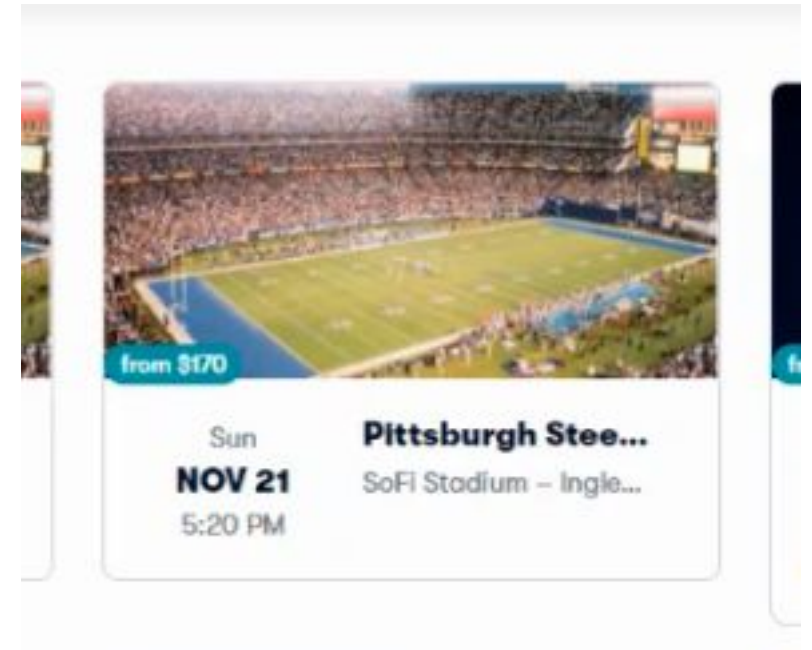 from $170
Sun
NOV 21
5:20 PM
Pittsburgh Stee...
SoFi Stadium – Ingle...